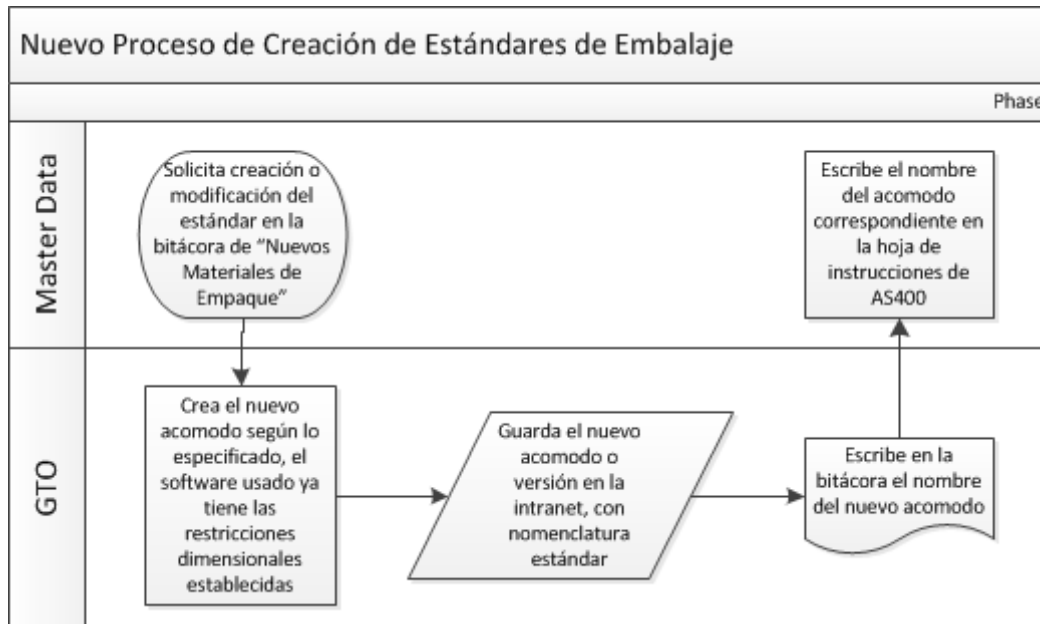 Nuevo Proceso de Creación de Estándares de Embalaje
Phase
Master Data
Solicita creación o
modificación del
estándar en la
bitácora de “Nuevos
Materiales de
Empaque”
Escribe el nombre
del acomodo
correspondiente en
la hoja de
instrucciones de
AS400
GTO
Crea el nuevo
acomodo según lo
especificado, el
software usado ya
tiene las
restricciones
dimensionales
establecidas
Guarda el nuevo
acomodo o
versión en la
intranet, con
nomenclatura
estándar
Escribe en la
bitácora el nombre
del nuevo acomodo